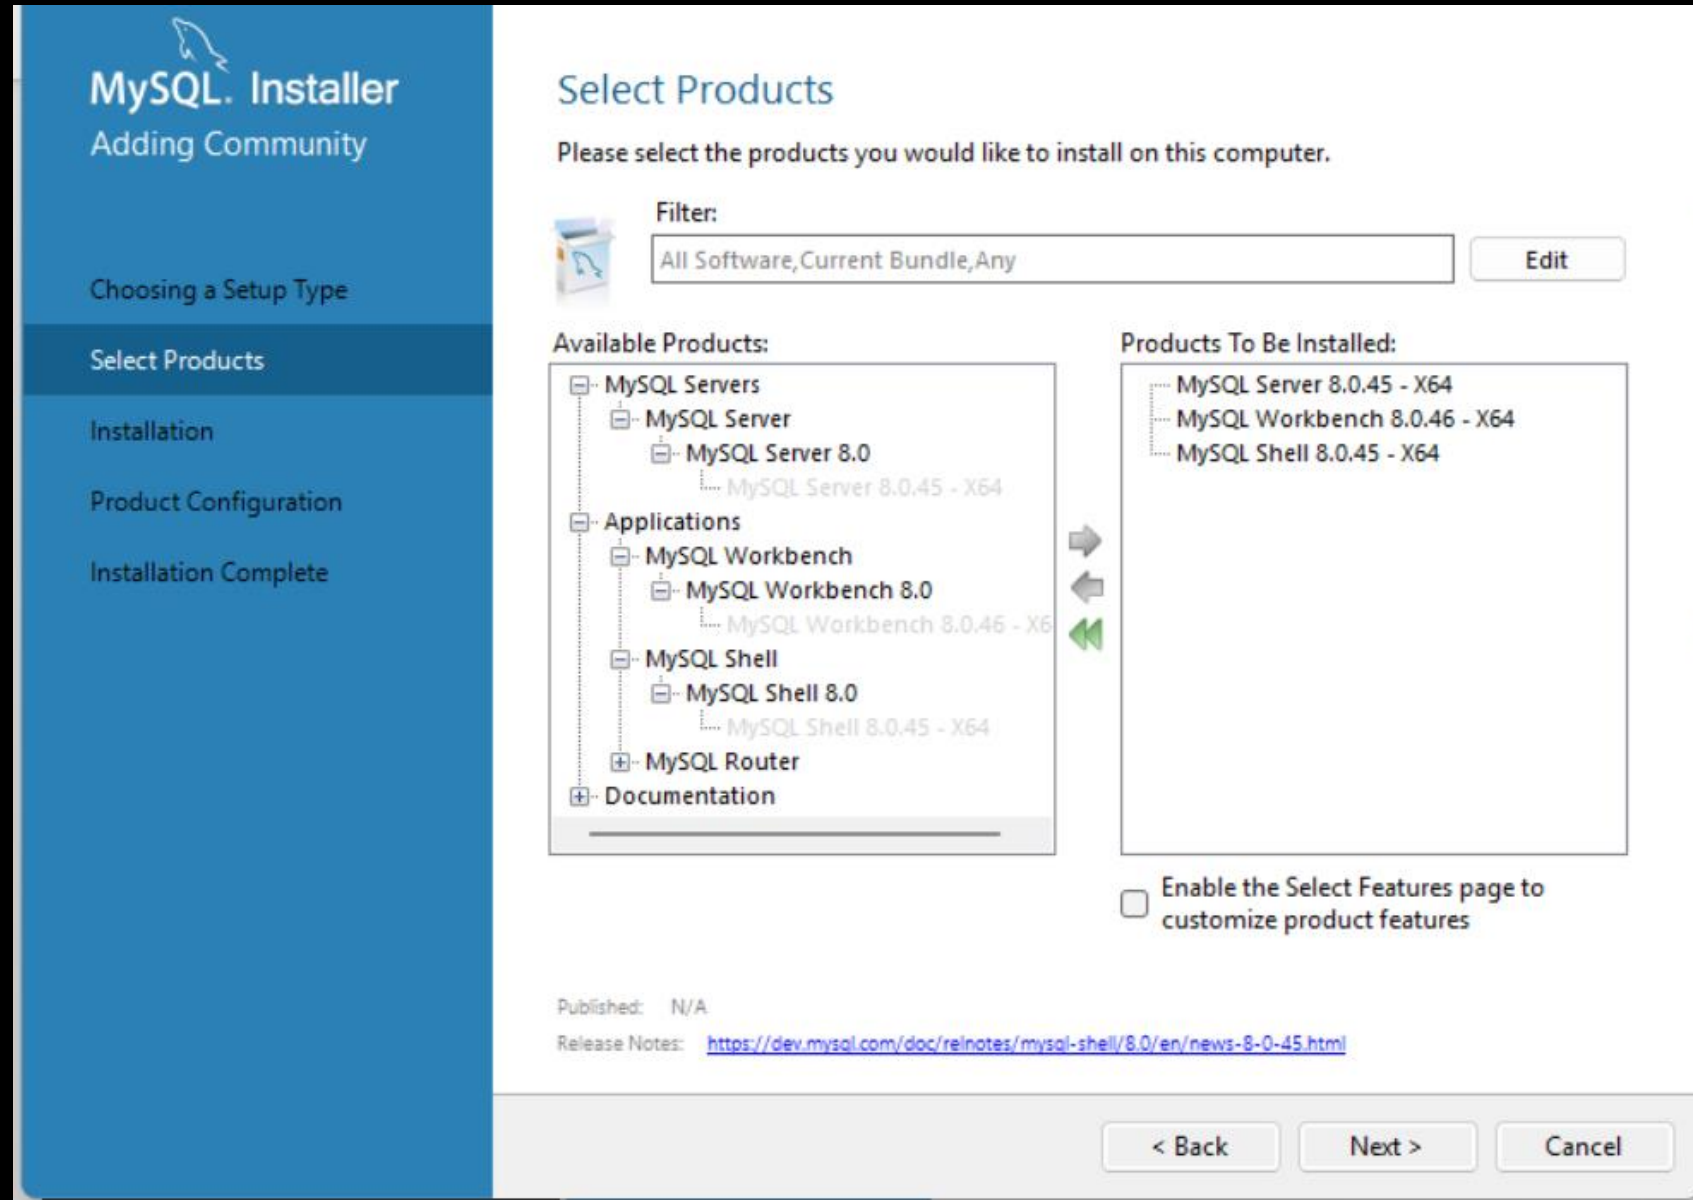 MySQL. Installer
Adding Community
Choosing a Setup Type
Select Products
Installation
Product Configuration
Installation Complete
Select Products
Please select the products you would like to install on this computer.
Filter:
All Software,Current Bundle,Any
Edit
Available Products:
MySQL Servers
MySQL Server
MySQL Server 8.0
MySQL Server 8.0.45 - X64
Applications
MySQL Workbench
MySQL Workbench 8.0
MySQL Workbench 8.0.46 - X6
MySQL Shell
MySQL Shell 8.0
MySQL Shell 8.0.45 - X64
MySQL Router
Documentation
Products To Be Installed:
MySQL Server 8.0.45 - X64
MySQL Workbench 8.0.46 - X64
MySQL Shell 8.0.45 - X64
Enable the Select Features page to
customize product features
Published: N/A
Release Notes: https://dev.mysql.com/doc/relnotes/mysql-shell/8.0/en/news-8-0-45.html
< Back
Next >
Cancel